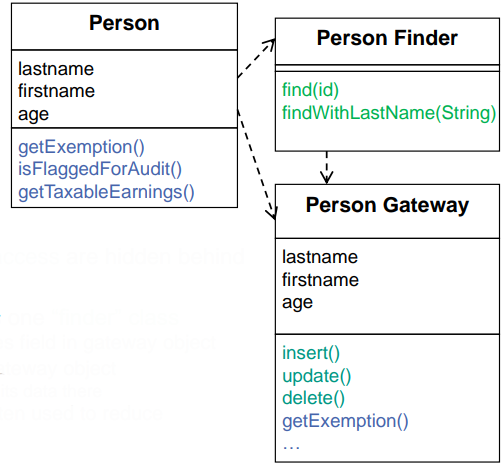 Person
lastname
firstname
age
getExemption()
isFlaggedForAudit()
getTaxableEarnings()
Person Finder
find(id)
findWithLastName(String)
Person Gateway
lastname
firstname
age
insert()
update()
delete()
getExemption()
…